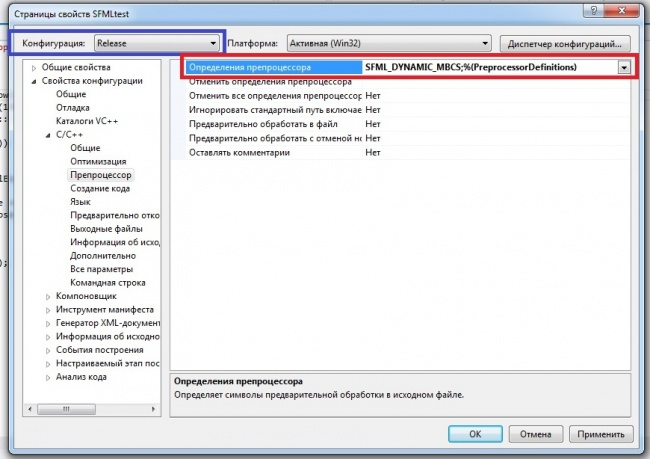 Страницы свойств SFMLtest
Конфигурация: Release Платформа: Активная (Win32) Диспетчер конфигураций...
Общие свойства
Свойства конфигурации
Общие
Отладка
Каталоги VC++
C/C++
Общие
Оптимизация
Препроцессор
Создание кода
Язык
Предварительно отко
Выходные файлы
Информация об исход
Дополнительно
Все параметры
Командная строка
Компоновщик
Инструмент манифеста
Генератор XML-документ
Информация об исходно
События построения
Настраиваемый этап пос
Анализ кода
Определения препроцессора SFML_DYNAMIC_MBCS;%(PreprocessorDefinitions)
Отменить определения препроцессора
Отменить все определения препроцессор Нет
Игнорировать стандартный путь включае Нет
Предварительно обработать в файл Нет
Предварительно обработать с отменой но Нет
Оставлять комментарии Нет
Определения препроцессора
Определяет символы предварительной обработки в исходном файле.
ОК Отмена Применить